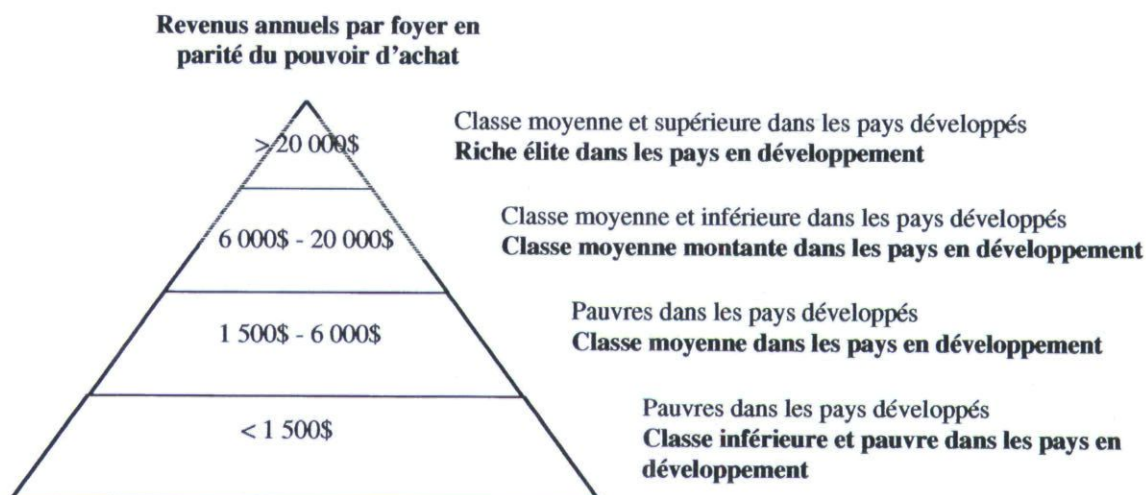 Revenus annuels par foyer en
parité du pouvoir d'achat
> 20 000$
Classe moyenne et supérieure dans les pays développés
Riche élite dans les pays en développement
6 000$ - 20 000$
Classe moyenne et inférieure dans les pays développés
Classe moyenne montante dans les pays en développement
1 500$ - 6 000$
Pauvres dans les pays développés
Classe moyenne dans les pays en développement
< 1 500$
Pauvres dans les pays développés
Classe inférieure et pauvre dans les pays en
développement